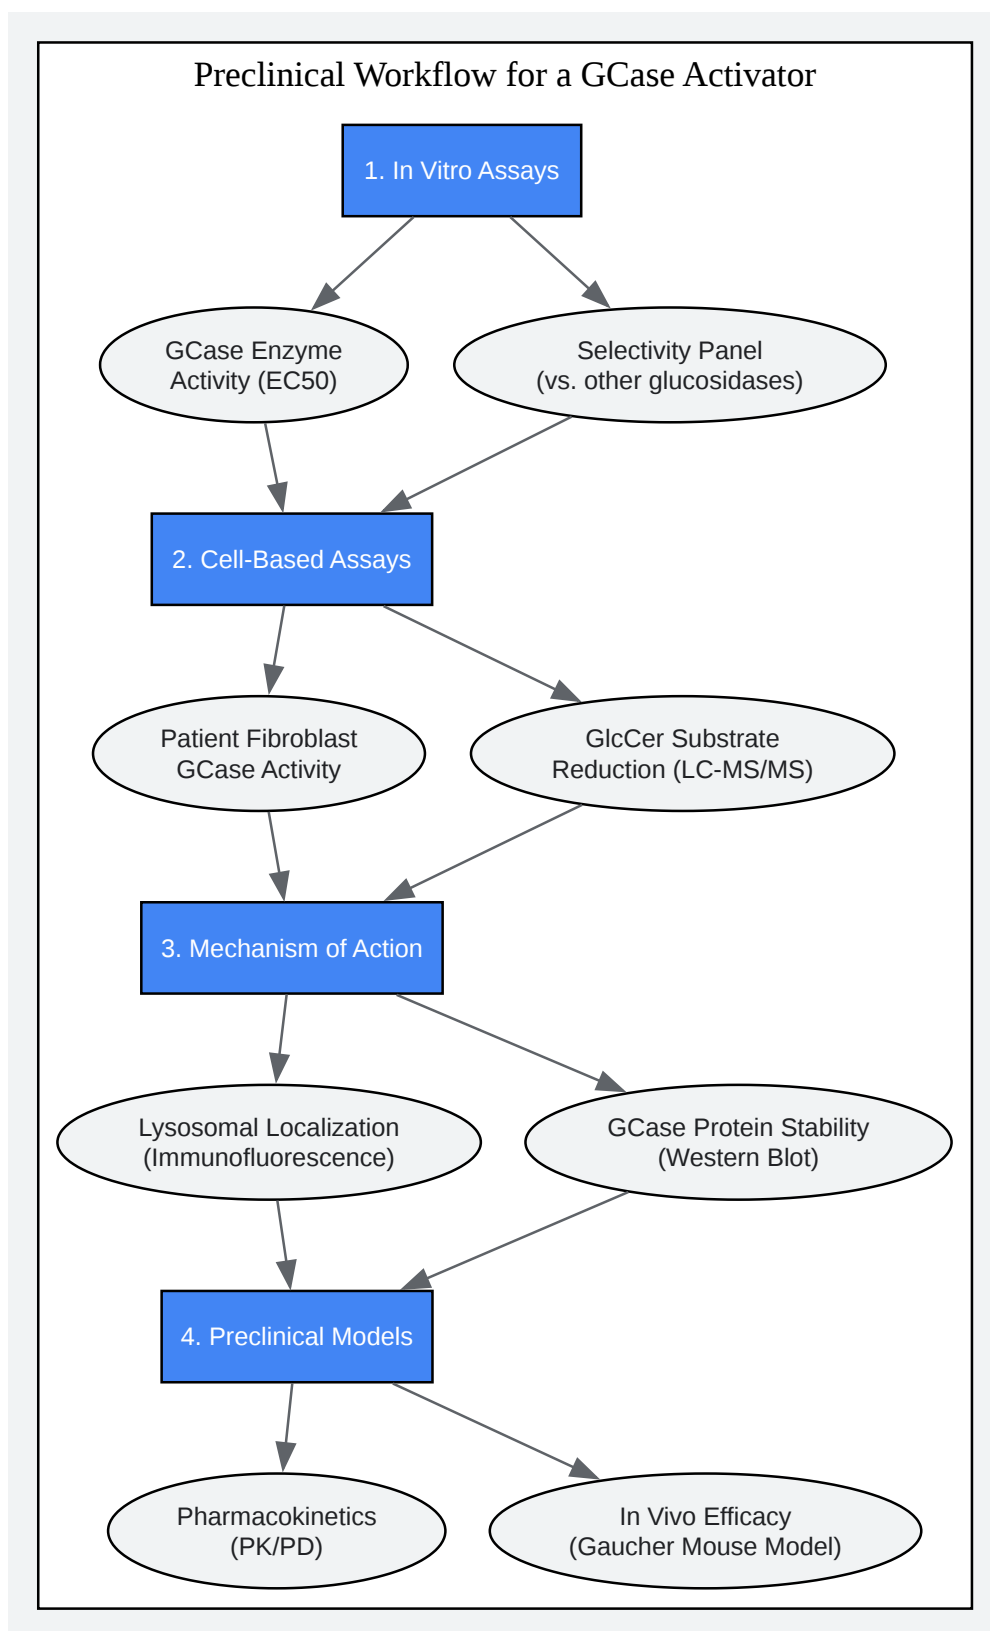 Preclinical Workflow for a GCase Activator
1. In Vitro Assays
GCase Enzyme
Activity (EC50)
Selectivity Panel
(vs. other glucosidases)
2. Cell-Based Assays
Patient Fibroblast
GCase Activity
GlcCer Substrate
Reduction (LC-MS/MS)
3. Mechanism of Action
Lysosomal Localization
(Immunofluorescence)
GCase Protein Stability
(Western Blot)
4. Preclinical Models
Pharmacokinetics
(PK/PD)
In Vivo Efficacy
(Gaucher Mouse Model)